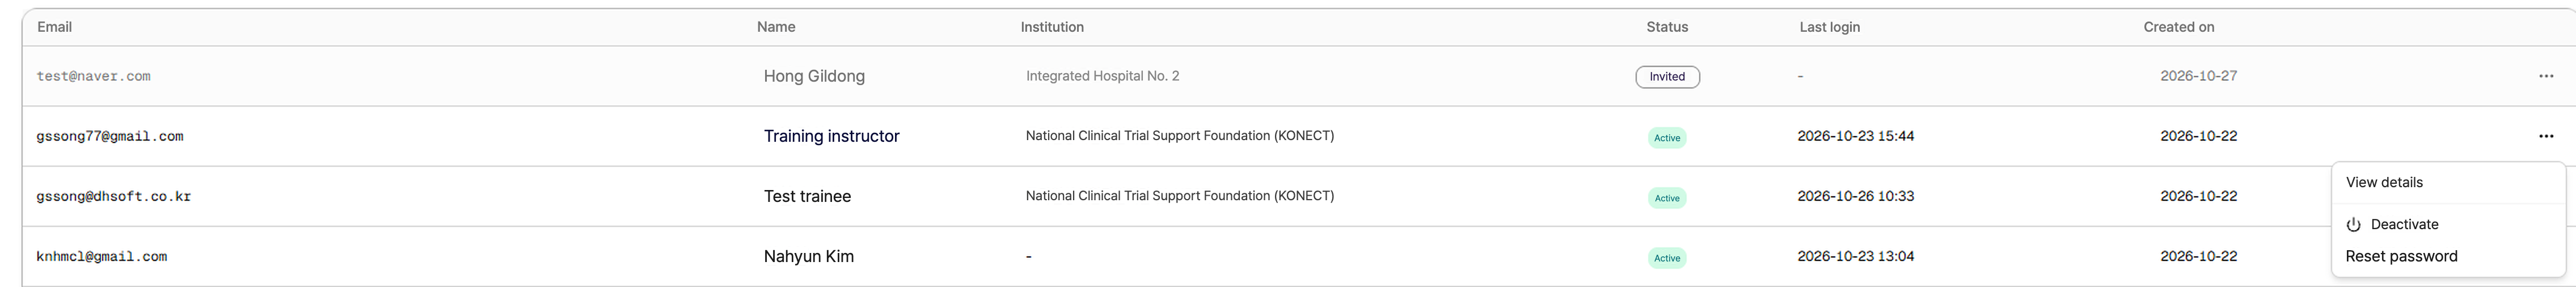 Email Name Institution Status Last login Created on
test@naver.com Hong Gildong Integrated Hospital No. 2 Invited - 2026-10-27 ...
gssong77@gmail.com Training instructor National Clinical Trial Support Foundation (KONECT) Active 2026-10-23 15:44 2026-10-22 ...
View details
gssong@dhsoft.co.kr Test trainee National Clinical Trial Support Foundation (KONECT) Active 2026-10-26 10:33 2026-10-22
Deactivate
knhmcl@gmail.com Nahyun Kim - Active 2026-10-23 13:04 2026-10-22
Reset password